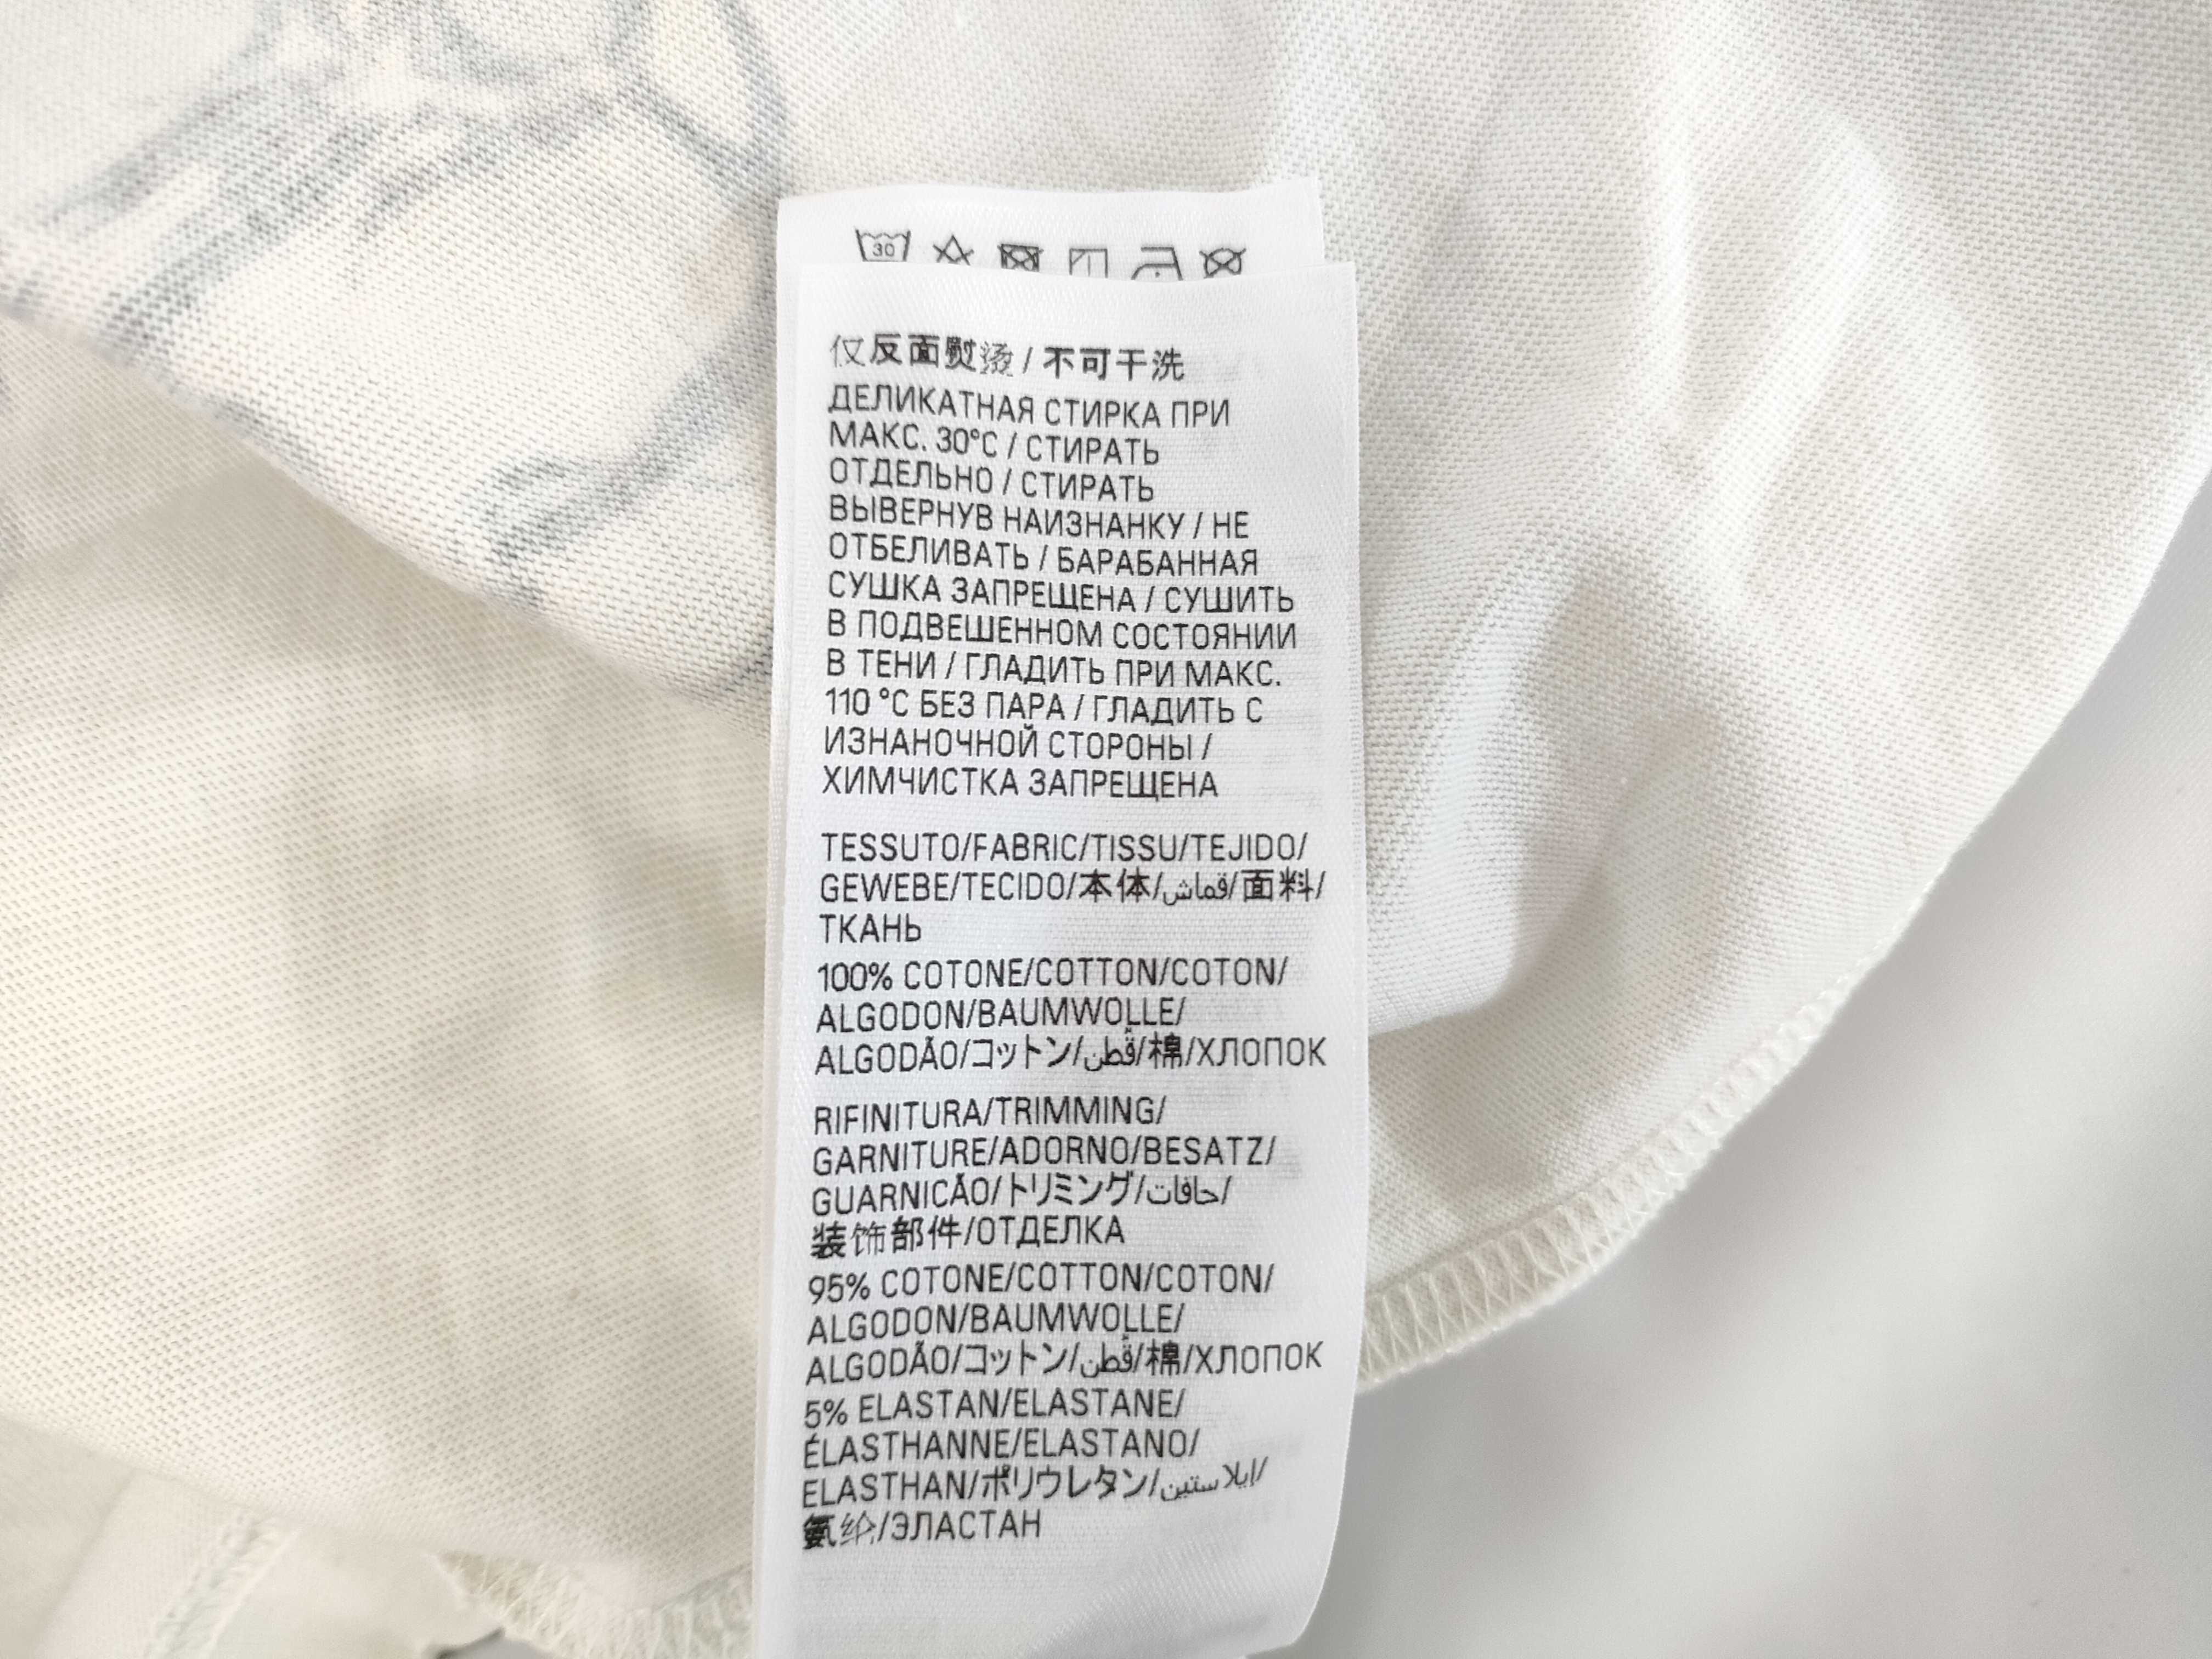 30
仅反面熨烫 / 不可干洗
ДЕЛИКАТНАЯ СТИРКА ПРИ
МАКС. 30°C / СТИРАТЬ
ОТДЕЛЬНО / СТИРАТЬ
ВЫВЕРНУВ НАИЗНАНКУ / НЕ
ОТБЕЛИВАТЬ / БАРАБАННАЯ
СУШКА ЗАПРЕЩЕНА / СУШИТЬ
В ПОДВЕШЕННОМ СОСТОЯНИИ
В ТЕНИ / ГЛАДИТЬ ПРИ МАКС.
110 °C БЕЗ ПАРА / ГЛАДИТЬ С
ИЗНАНОЧНОЙ СТОРОНЫ /
ХИМЧИСТКА ЗАПРЕЩЕНА
TESSUTO/FABRIC/TISSU/TEJIDO/
GEWEBE/TECIDO/本体/قماش/面料/
ТКАНЬ
100% COTONE/COTTON/COTON/
ALGODON/BAUMWOLLE/
ALGODÃO/コットン/قُطن/棉/ХЛОПОК
RIFINITURA/TRIMMING/
GARNITURE/ADORNO/BESATZ/
GUARNICÃO/トリミング/حافات/
装饰部件/ОТДЕЛКА
95% COTONE/COTTON/COTON/
ALGODON/BAUMWOLLE/
ALGODÃO/コットン/قُطن/棉/ХЛОПОК
5% ELASTAN/ELASTANE/
ÉLASTHANNE/ELASTANO/
ELASTHAN/ポリウレタン/ايلاستين/
氨纶/ЭЛАСТАН